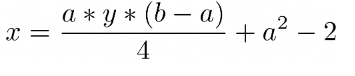 x = \frac{a * y * (b - a)}{4} + a^2 - 2